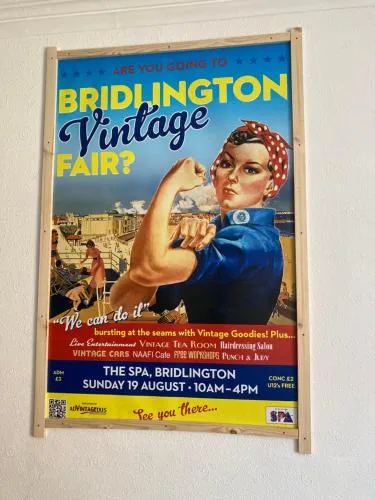 ARE YOU GOING TO
BRIDLINGTON
Vintage
FAIR?
"We can do it"
bursting at the seams with Vintage Goodies! Plus...
Live Entertainment VINTAGE TEA ROOM Hairdressing Salon
VINTAGE CARS NAAFI Cafe FREE WORKSHOPS PUNCH & JUDY
ADM
£3
THE SPA, BRIDLINGTON
SUNDAY 19 AUGUST • 10AM–4PM
CONC £2
U12's FREE
ADVINTAGEOUS
See you there...
SPA